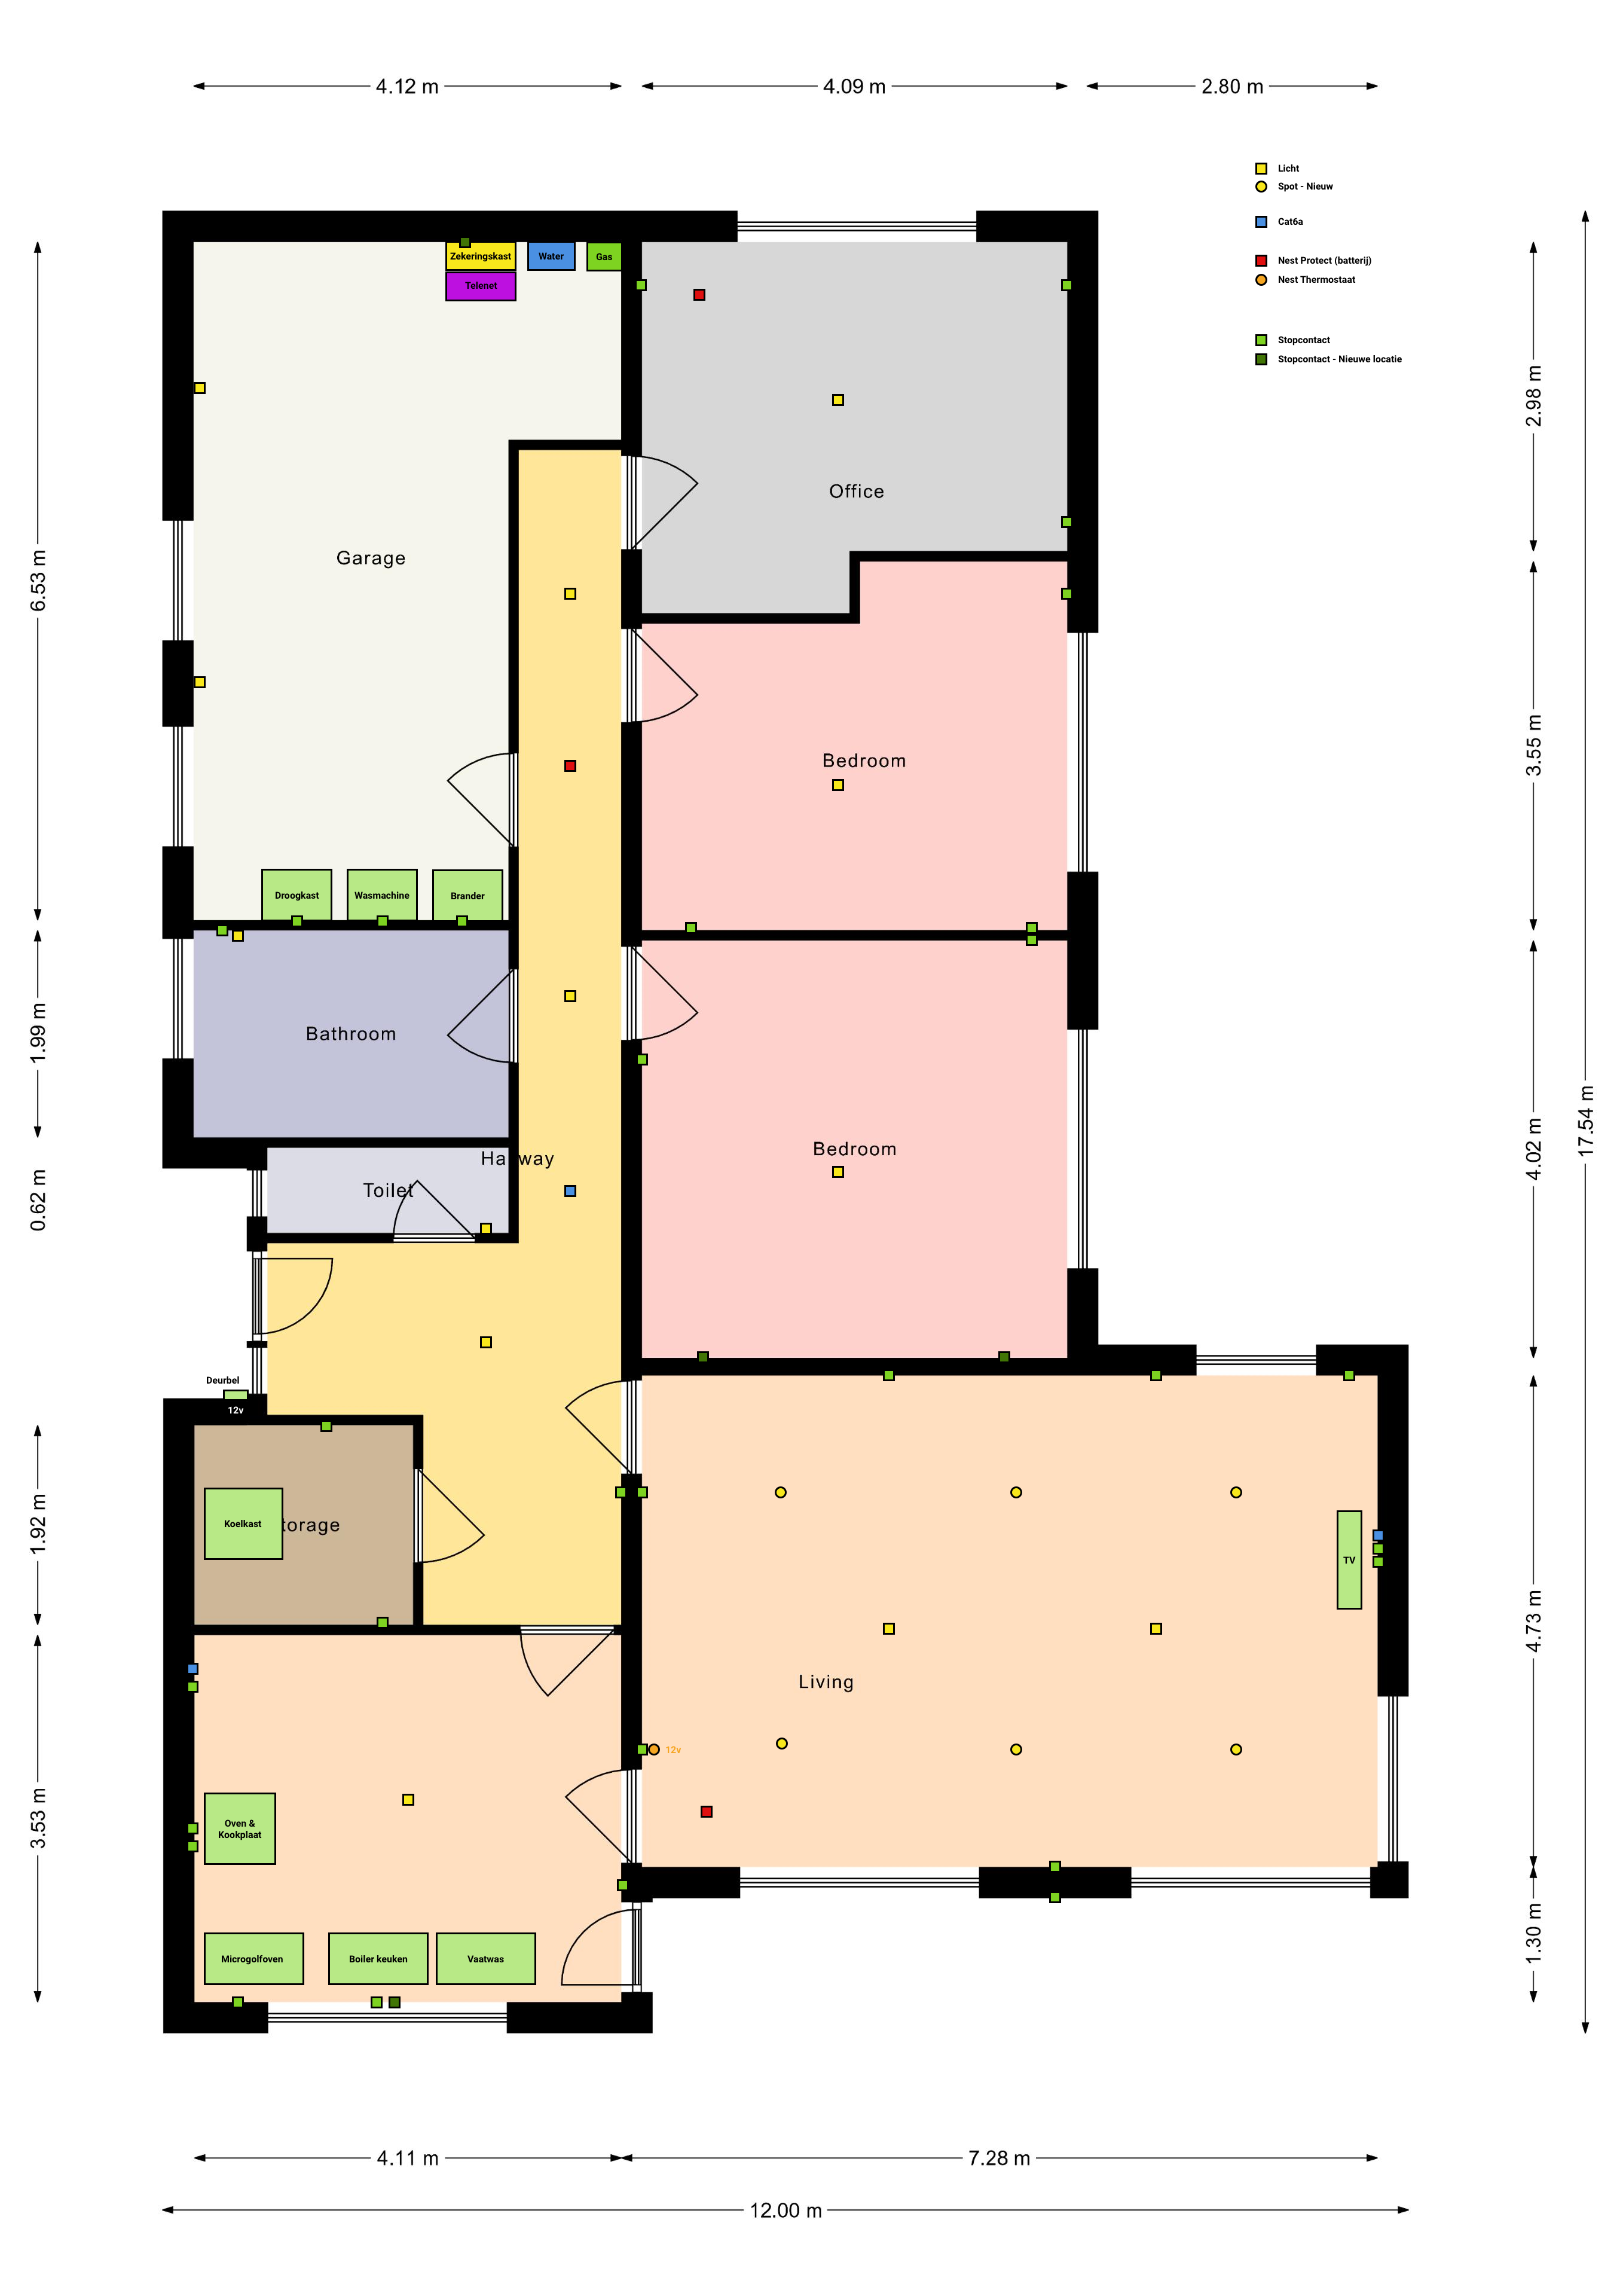 4.12 m
4.09 m
2.80 m
Licht
Spot - Nieuw
Cat6a
Nest Protect (batterij)
Nest Thermostaat
Stopcontact
Stopcontact - Nieuwe locatie
Zekeringskast
Water
Gas
Telenet
2.98 m
Office
Garage
6.53 m
3.55 m
Bedroom
Droogkast
Wasmachine
Brander
Bathroom
1.99 m
17.54 m
4.02 m
Bedroom
Hallway
Toilet
0.62 m
Deurbel
12v
Koelkast
torage
1.92 m
TV
4.73 m
Living
12v
3.53 m
Oven &
Kookplaat
1.30 m
Microgolfoven
Boiler keuken
Vaatwas
4.11 m
7.28 m
12.00 m